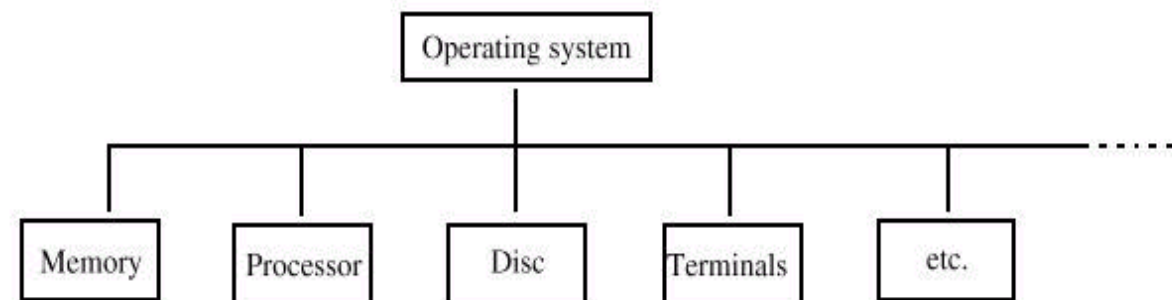 Operating system
Memory
Processor
Disc
Terminals
etc.